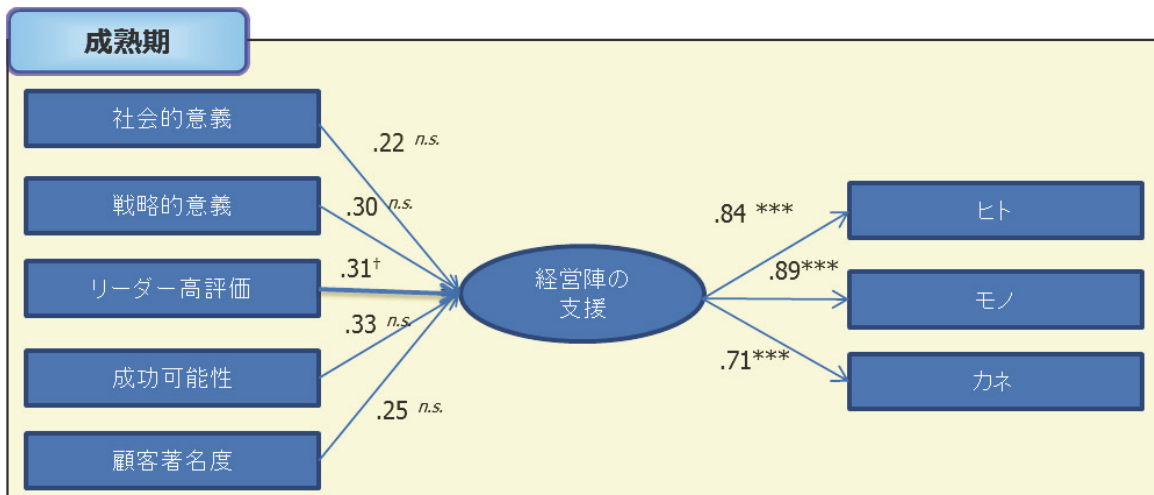 成熟期
社会的意義
.22 n.s.
戦略的意義
.30 n.s.
リーダー高評価
.31†
成功可能性
.33 n.s.
顧客著名度
.25 n.s.
経営陣の
支援
.84 ***
ヒト
.89***
モノ
.71***
カネ